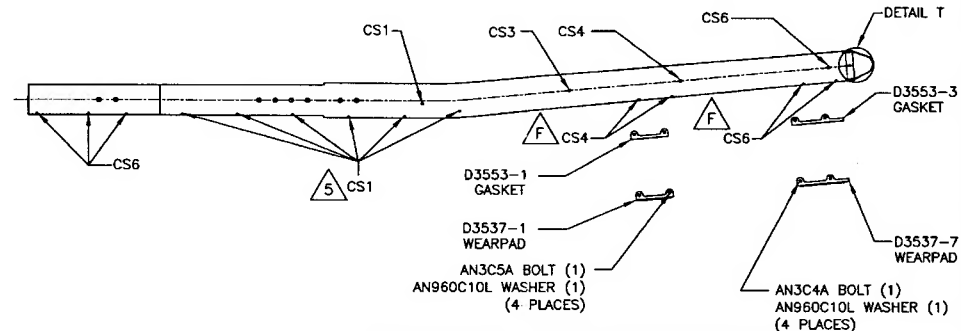 DETAIL T
CS6
CS4
CS3
CS1
D3553-3
GASKET
F
F
CS4
CS6
CS6
5
CS1
D3553-1
GASKET
D3537-1
WEARPAD
D3537-7
WEARPAD
AN3C5A BOLT (1)
AN960C10L WASHER (1)
(4 PLACES)
AN3C4A BOLT (1)
AN960C10L WASHER (1)
(4 PLACES)